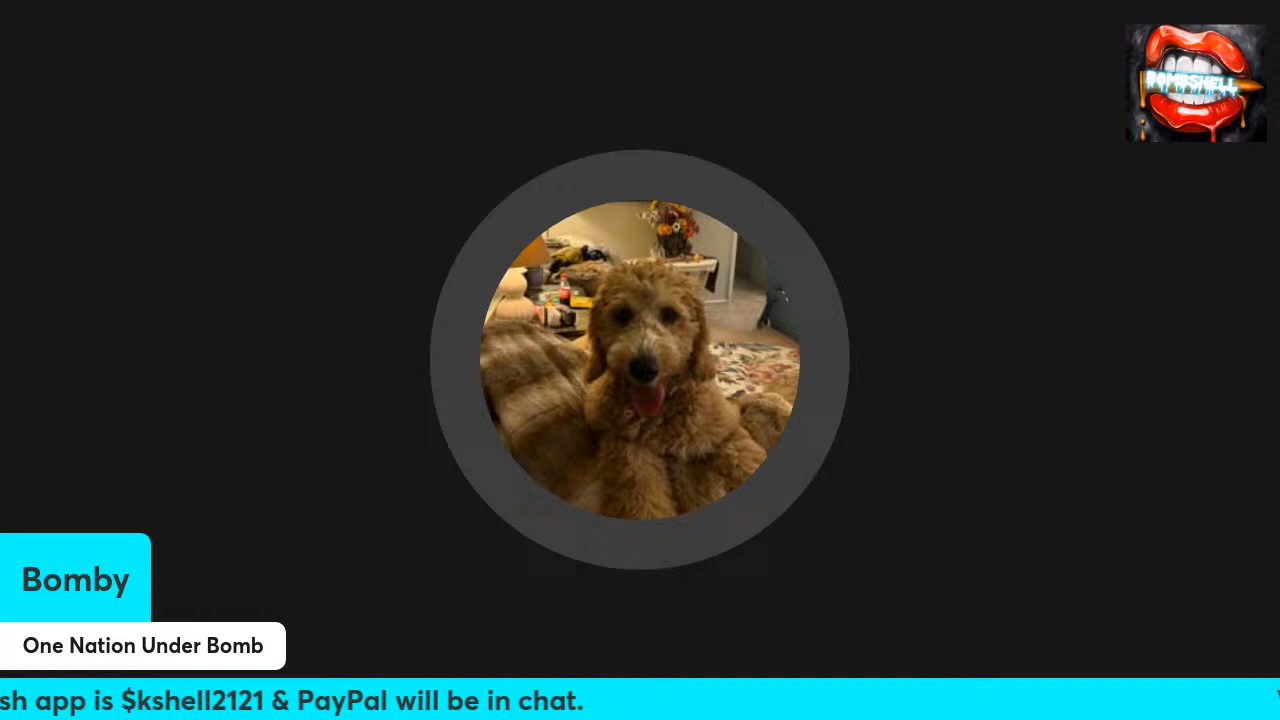 BOMBSHELL
Bomby
One Nation Under Bomb
sh app is $kshell2121 & PayPal will be in chat.